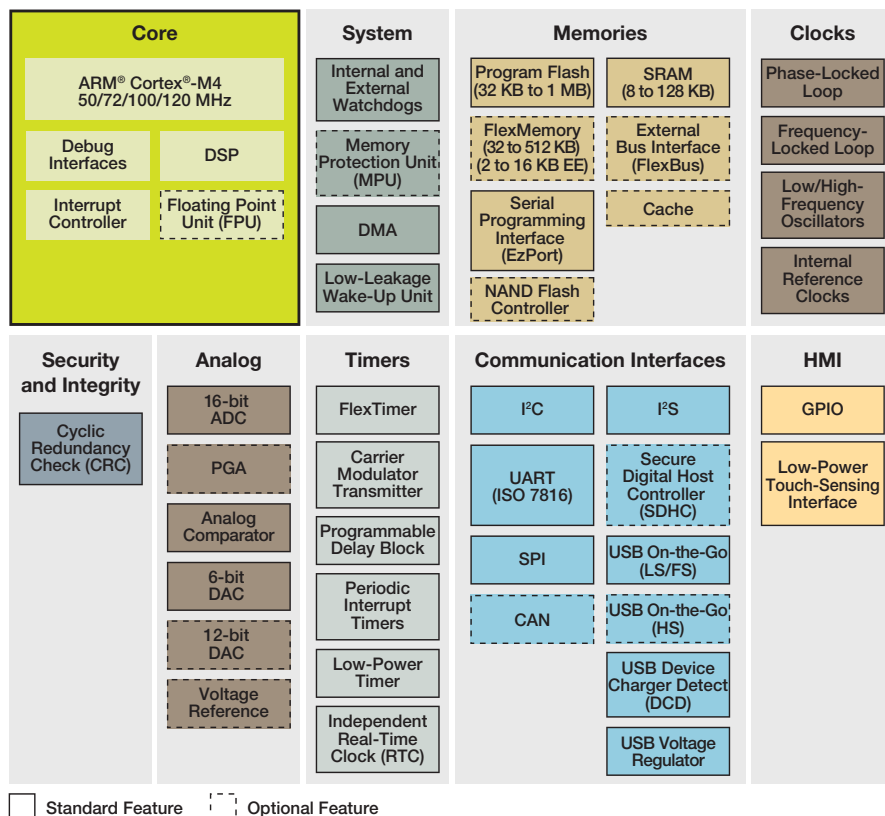 Core
ARM® Cortex®-M4
50/72/100/120 MHz
Debug
Interfaces
DSP
Interrupt
Controller
Floating Point
Unit (FPU)
System
Internal and
External
Watchdogs
Memory
Protection Unit
(MPU)
DMA
Low-Leakage
Wake-Up Unit
Memories
Program Flash
(32 KB to 1 MB)
SRAM
(8 to 128 KB)
FlexMemory
(32 to 512 KB)
(2 to 16 KB EE)
External
Bus Interface
(FlexBus)
Serial
Programming
Interface
(EzPort)
Cache
NAND Flash
Controller
Clocks
Phase-Locked
Loop
Frequency-
Locked Loop
Low/High-
Frequency
Oscillators
Internal
Reference
Clocks
Security
and Integrity
Cyclic
Redundancy
Check (CRC)
Analog
16-bit
ADC
PGA
Analog
Comparator
6-bit
DAC
12-bit
DAC
Voltage
Reference
Timers
FlexTimer
Carrier
Modulator
Transmitter
Programmable
Delay Block
Periodic
Interrupt
Timers
Low-Power
Timer
Independent
Real-Time
Clock (RTC)
Communication Interfaces
I²C
I²S
UART
(ISO 7816)
Secure
Digital Host
Controller
(SDHC)
SPI
USB On-the-Go
(LS/FS)
CAN
USB On-the-Go
(HS)
USB Device
Charger Detect
(DCD)
USB Voltage
Regulator
HMI
GPIO
Low-Power
Touch-Sensing
Interface
Standard Feature
Optional Feature